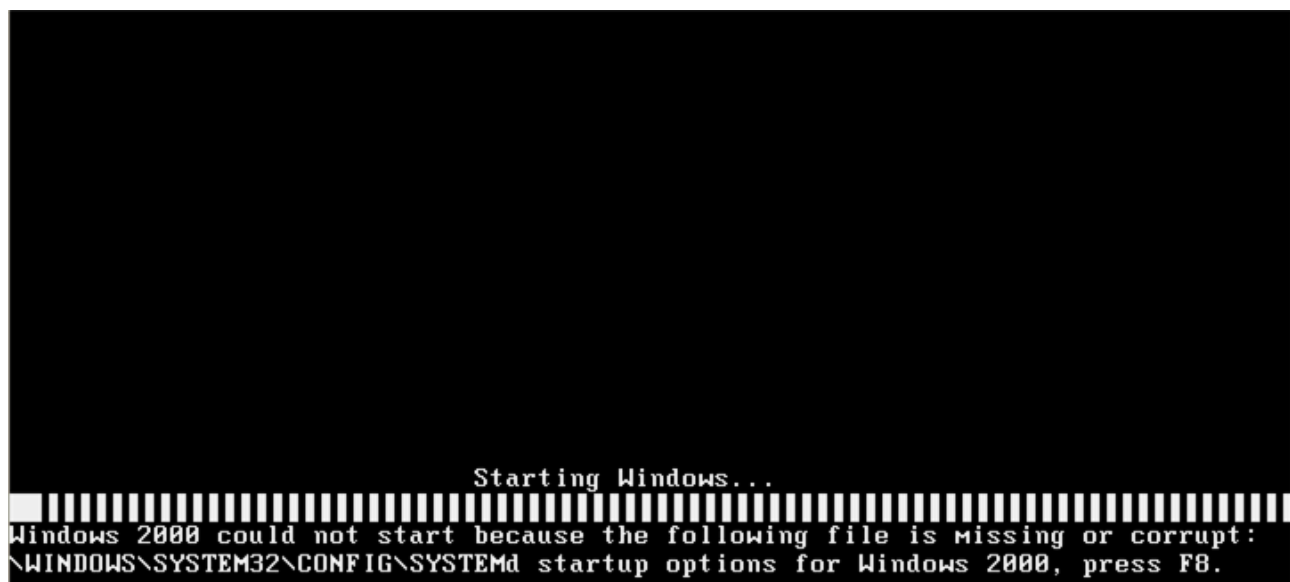 Starting Windows...
Windows 2000 could not start because the following file is missing or corrupt:
\WINDOWS\SYSTEM32\CONFIG\SYSTEMd startup options for Windows 2000, press F8.